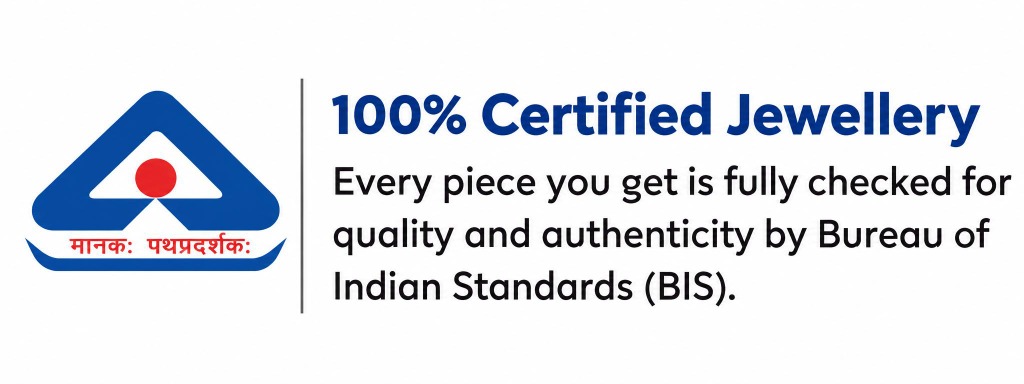 मानकः पथप्रदर्शकः
100% Certified Jewellery
Every piece you get is fully checked for
quality and authenticity by Bureau of
Indian Standards (BIS).